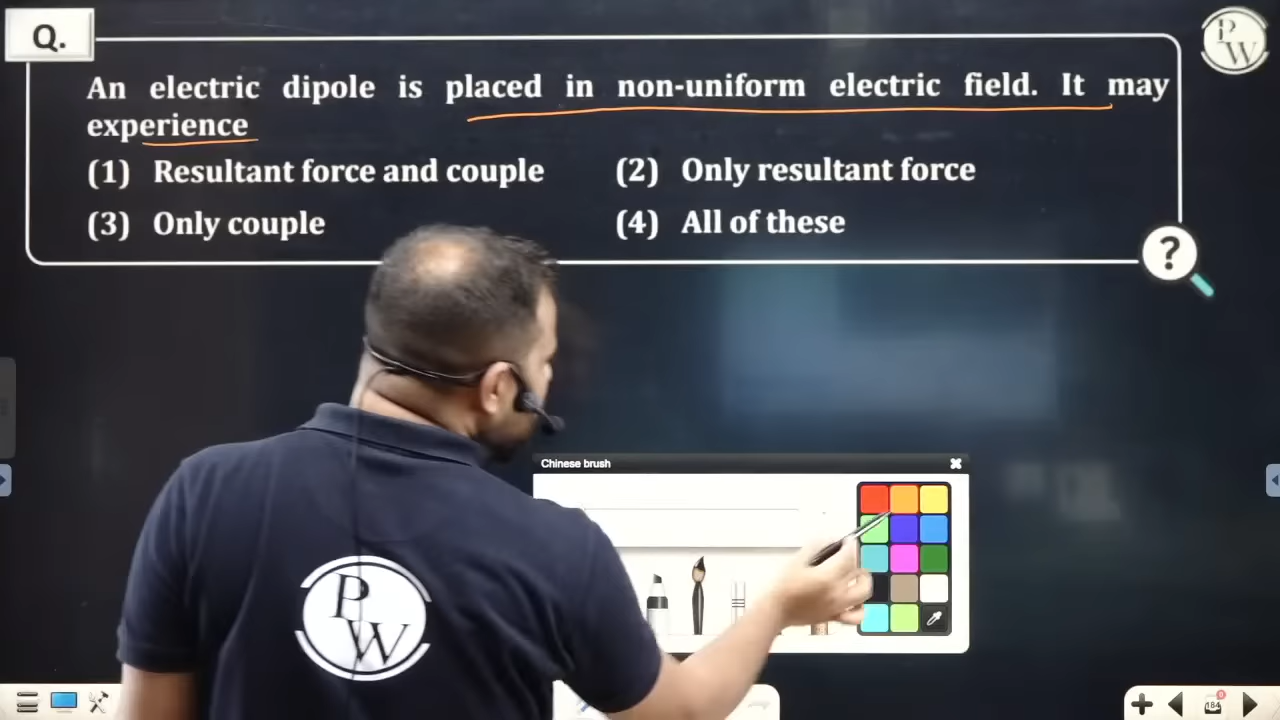 Q.
PW
An electric dipole is placed in non-uniform electric field. It may
experience
(1) Resultant force and couple (2) Only resultant force
(3) Only couple (4) All of these
?
Chinese brush
PW
184